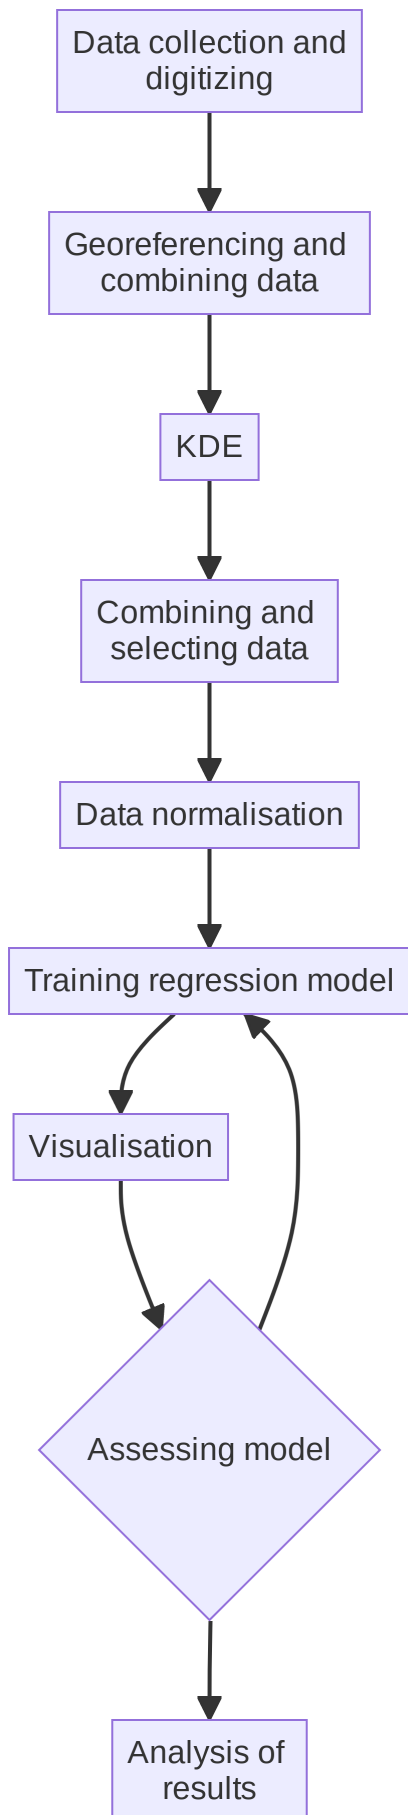 Data collection and
digitizing
Georeferencing and
combining data
KDE
Combining and
selecting data
Data normalisation
Training regression model
Visualisation
Assessing model
Analysis of
results